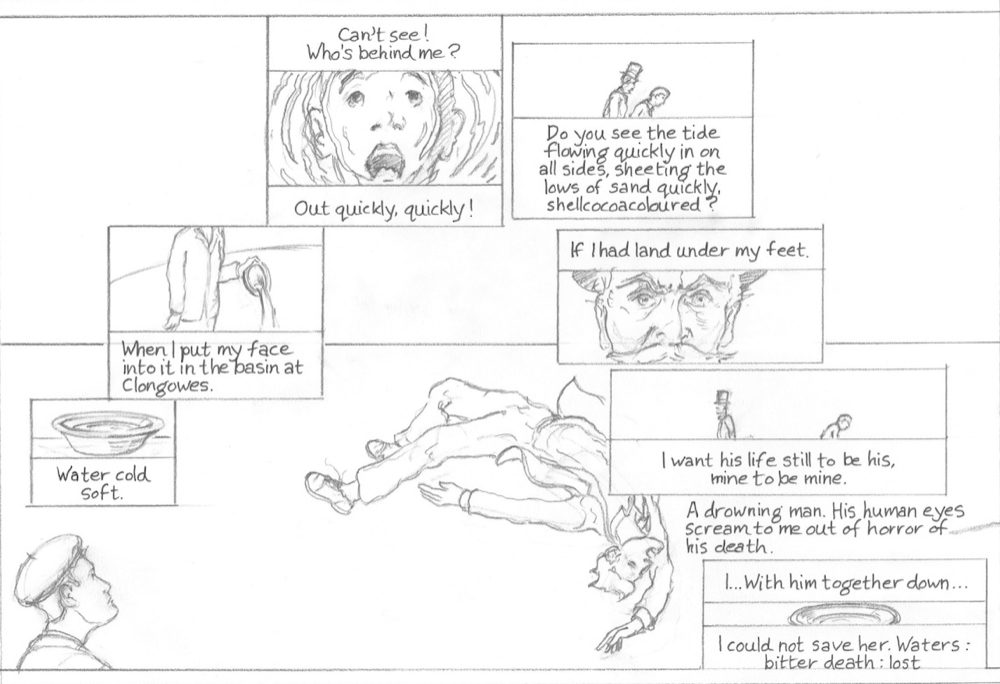 Water cold
soft.
When I put my face
into it in the basin at
Clongowes.
Can't see!
Who's behind me?
Out quickly, quickly!
Do you see the tide
flowing quickly in on
all sides, sheeting the
lows of sand quickly,
shellcocoacoloured?
If I had land under my feet.
I want his life still to be his,
mine to be mine.
A drowning man. His human eyes
scream to me out of horror of
his death.
I...With him together down...
I could not save her. Waters:
bitter death: lost